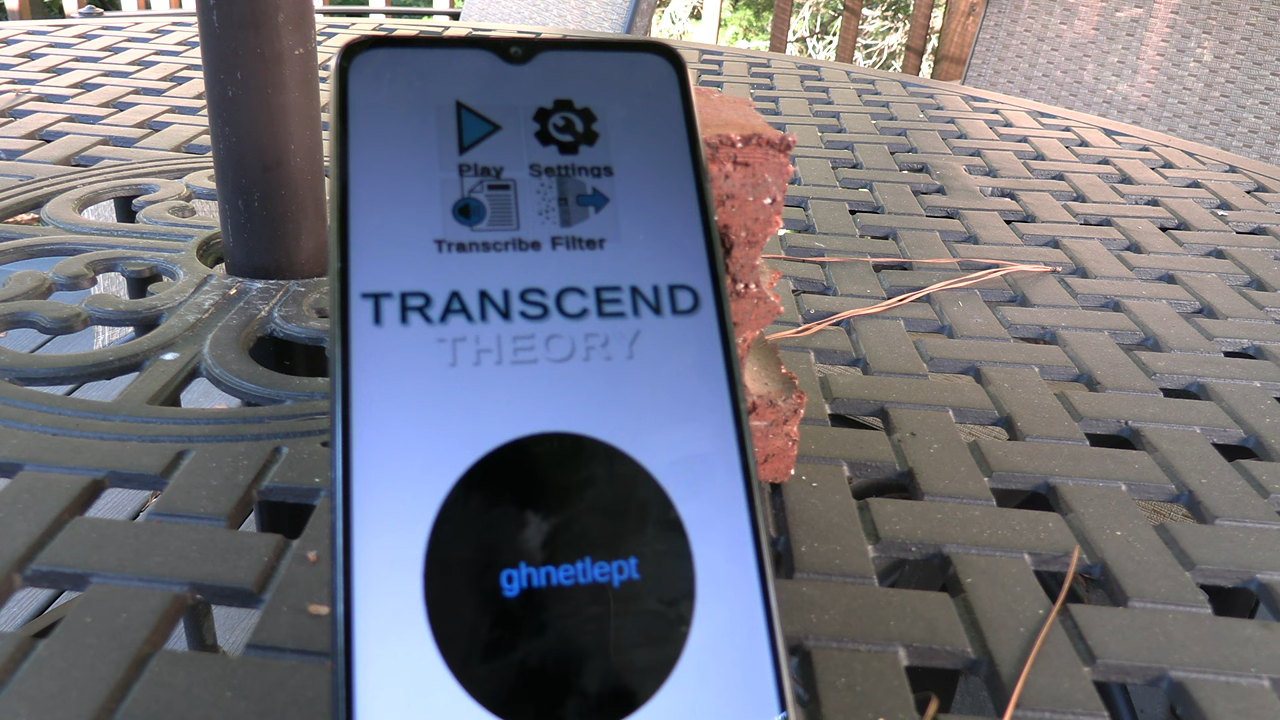 Play Settings
Transcribe Filter
TRANSCEND
THEORY
ghnetlept